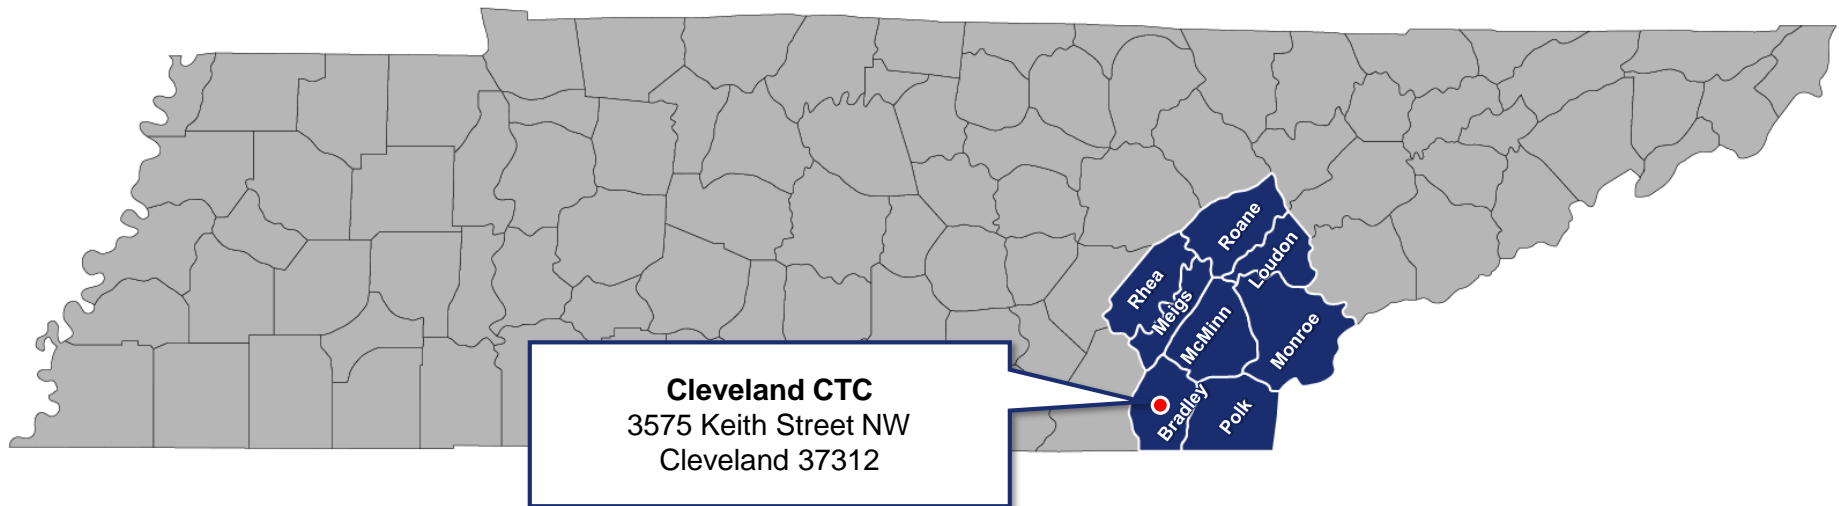 Roane
Loudon
Rhea
Meigs
McMinn
Monroe
Bradley
Polk
Cleveland CTC
3575 Keith Street NW
Cleveland 37312